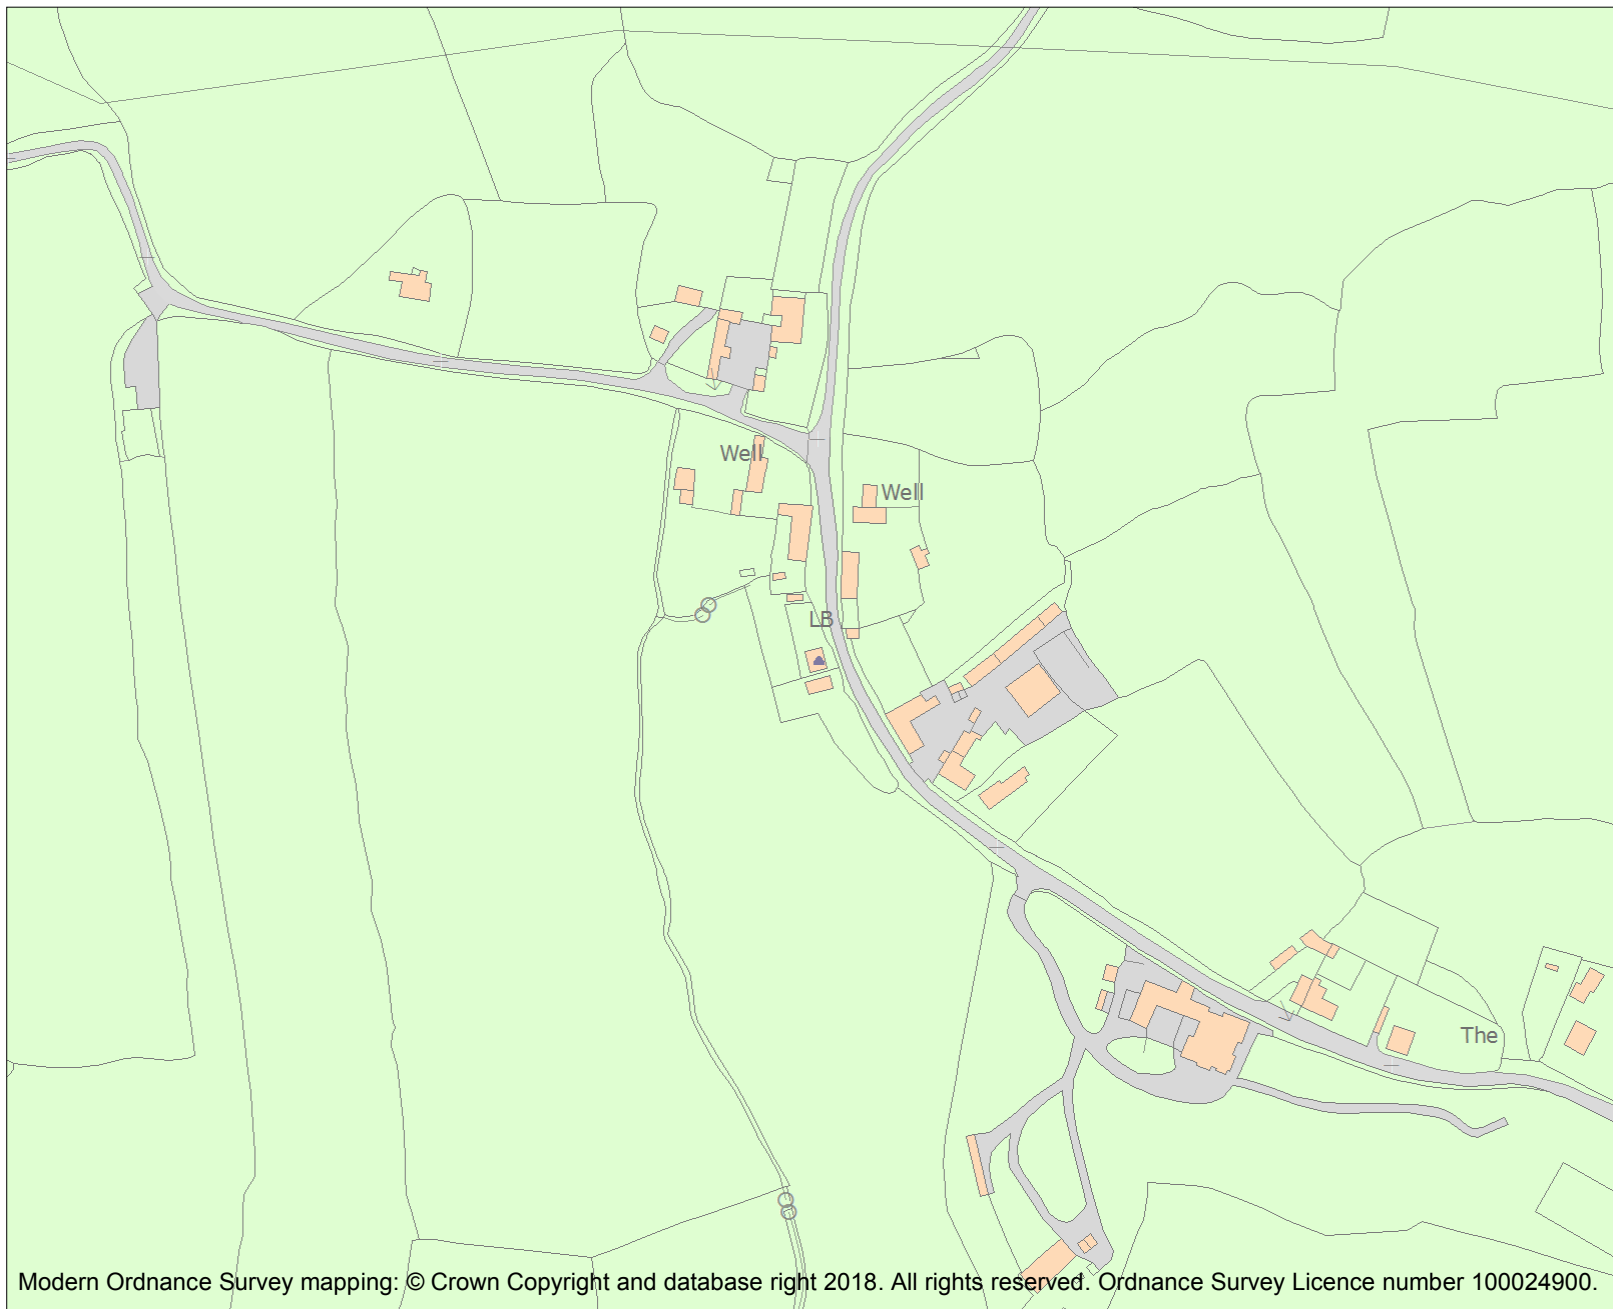 Well
Well
LB
The
Modern Ordnance Survey mapping: © Crown Copyright and database right 2018. All rights reserved. Ordnance Survey Licence number 100024900.